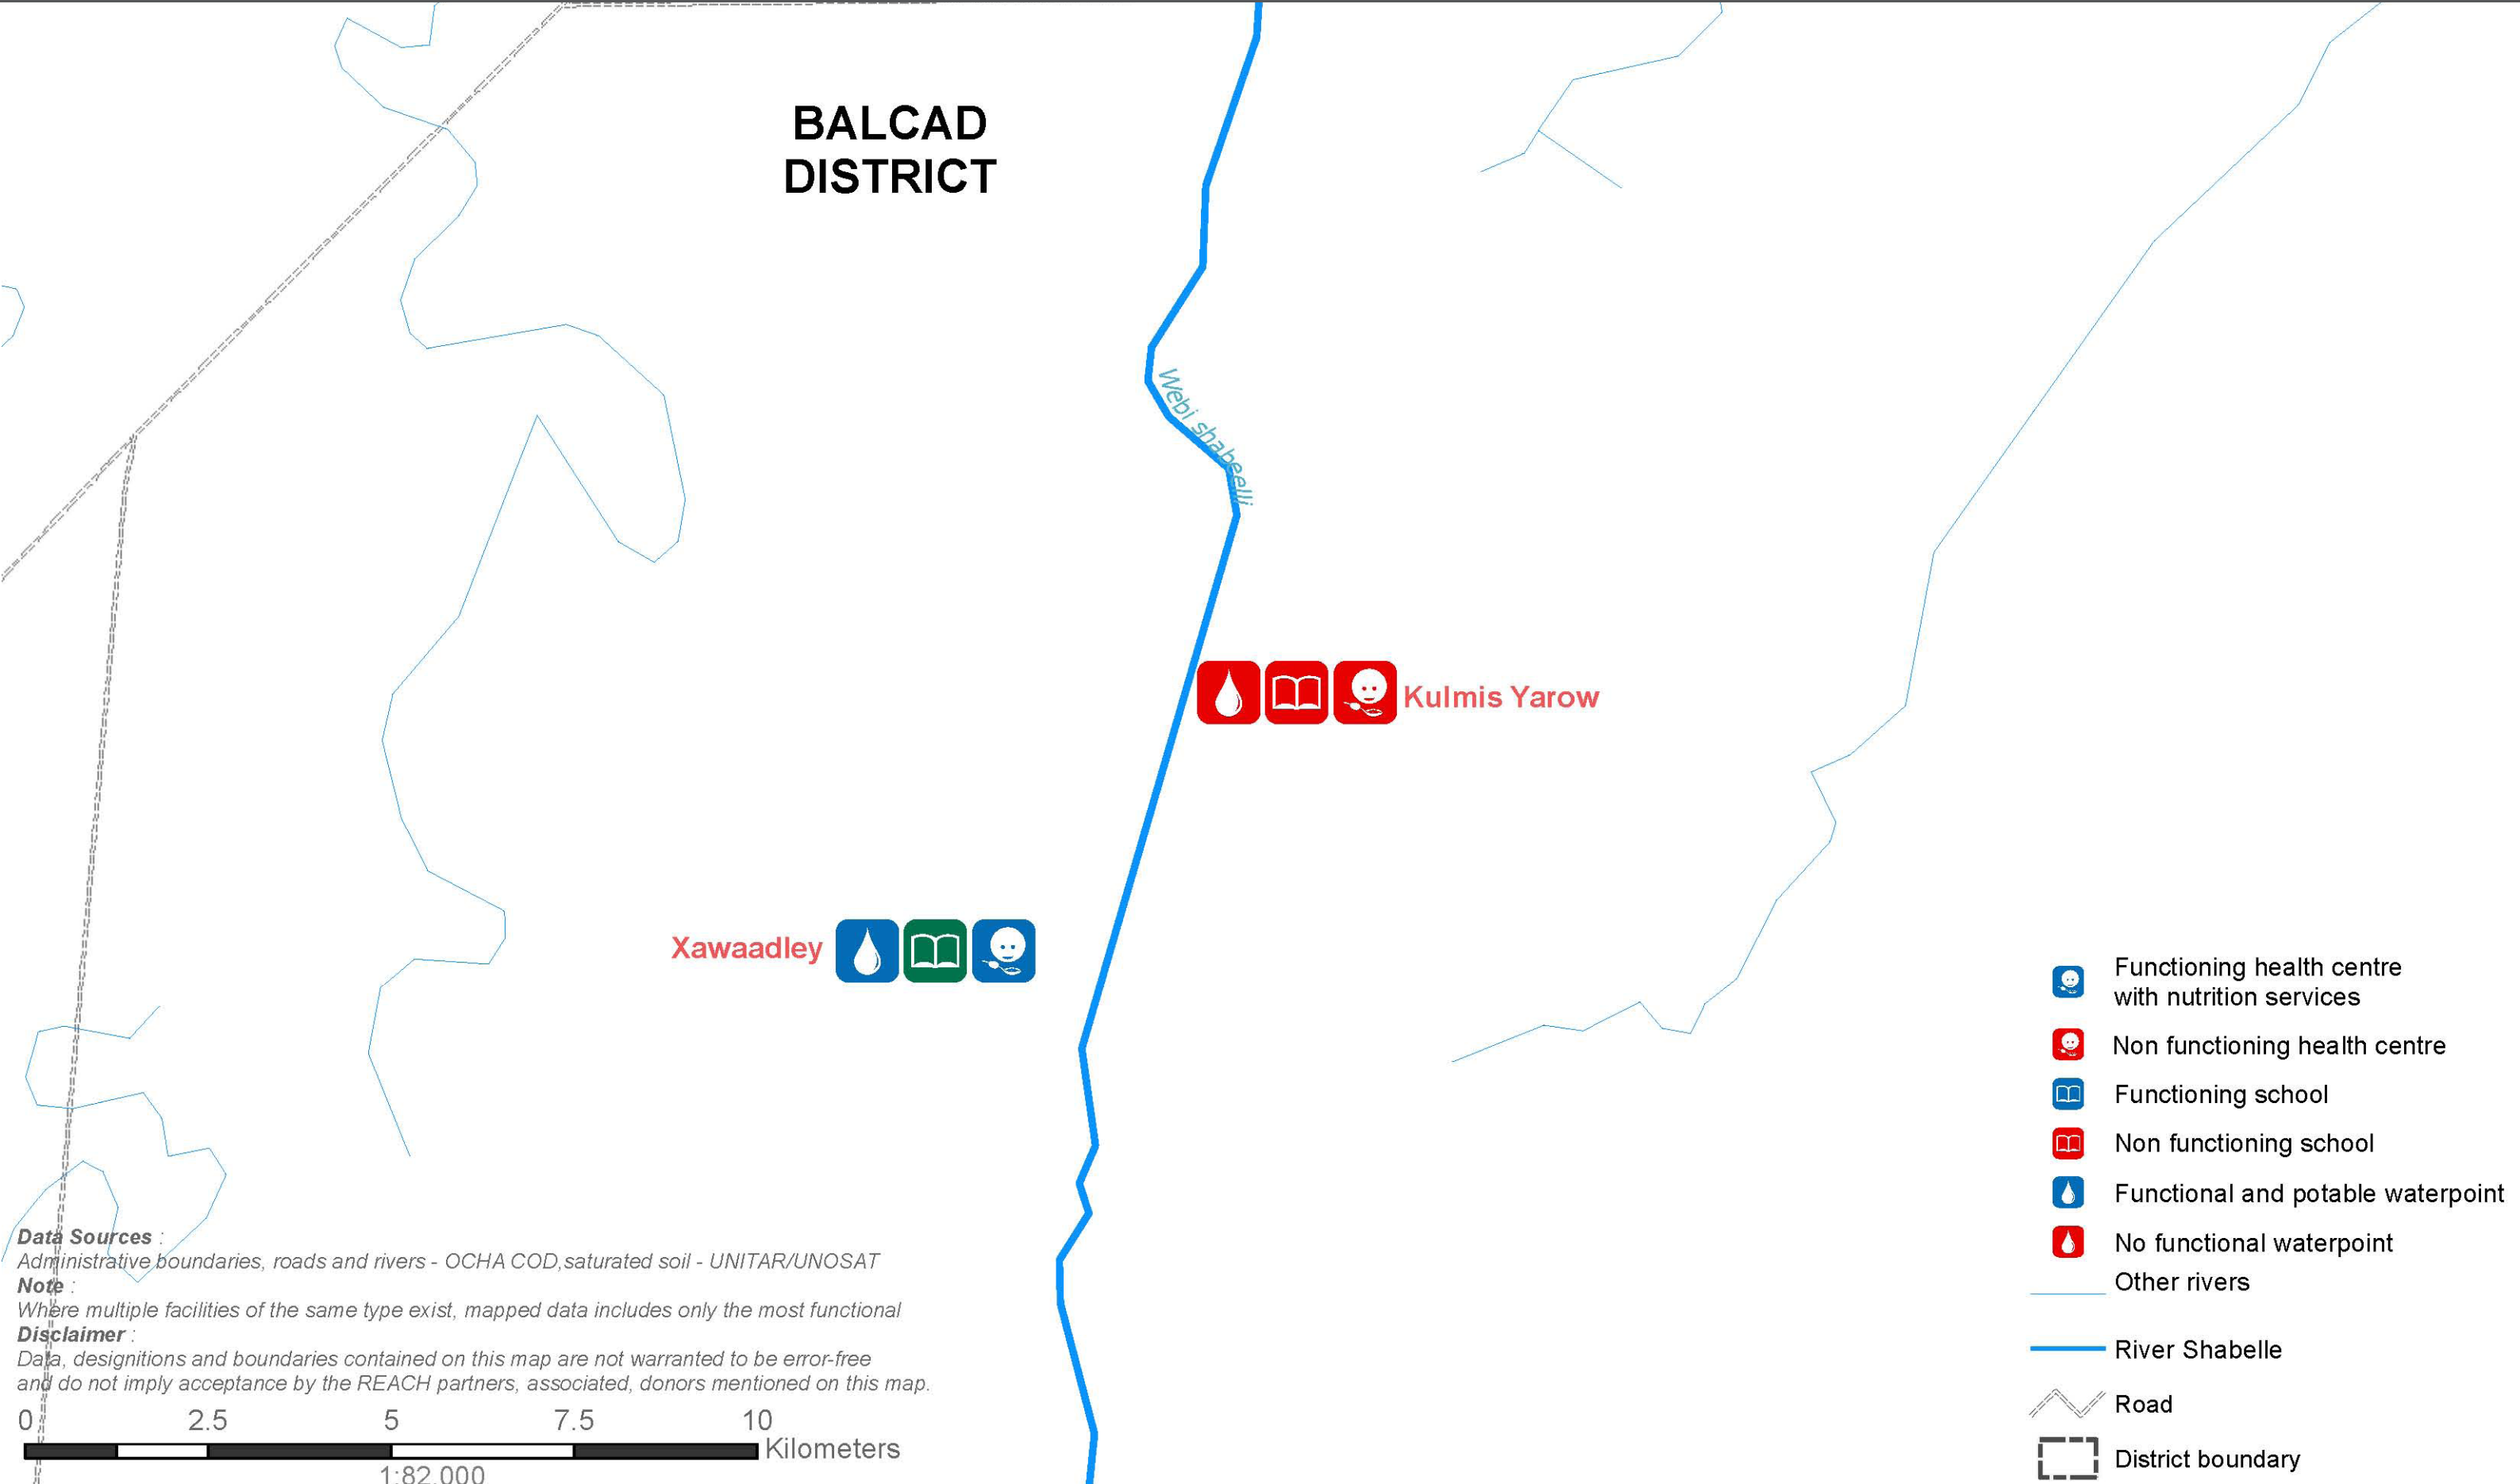 BALCAD
DISTRICT
Webi shabeelli
Kulmis Yarow
Xawaadley
Functioning health centre
with nutrition services
Non functioning health centre
Functioning school
Non functioning school
Functional and potable waterpoint
No functional waterpoint
Other rivers
River Shabelle
Road
District boundary
Data Sources :
Administrative boundaries, roads and rivers - OCHA COD,saturated soil - UNITAR/UNOSAT
Note :
Where multiple facilities of the same type exist, mapped data includes only the most functional
Disclaimer :
Data, designitions and boundaries contained on this map are not warranted to be error-free
and do not imply acceptance by the REACH partners, associated, donors mentioned on this map.
0 2.5 5 7.5 10
Kilometers
1:82,000